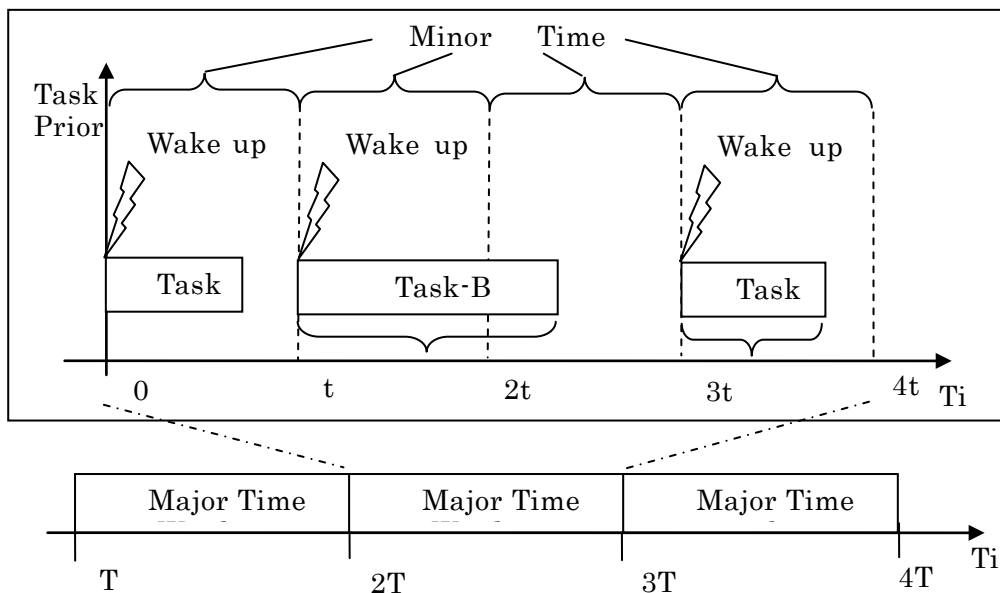 Minor Time
Task
Prior
Wake up
Wake up
Wake up
Task
Task-B
Task
0
t
2t
3t
4t
Ti
Major Time
Major Time
Major Time
Ti
T
2T
3T
4T